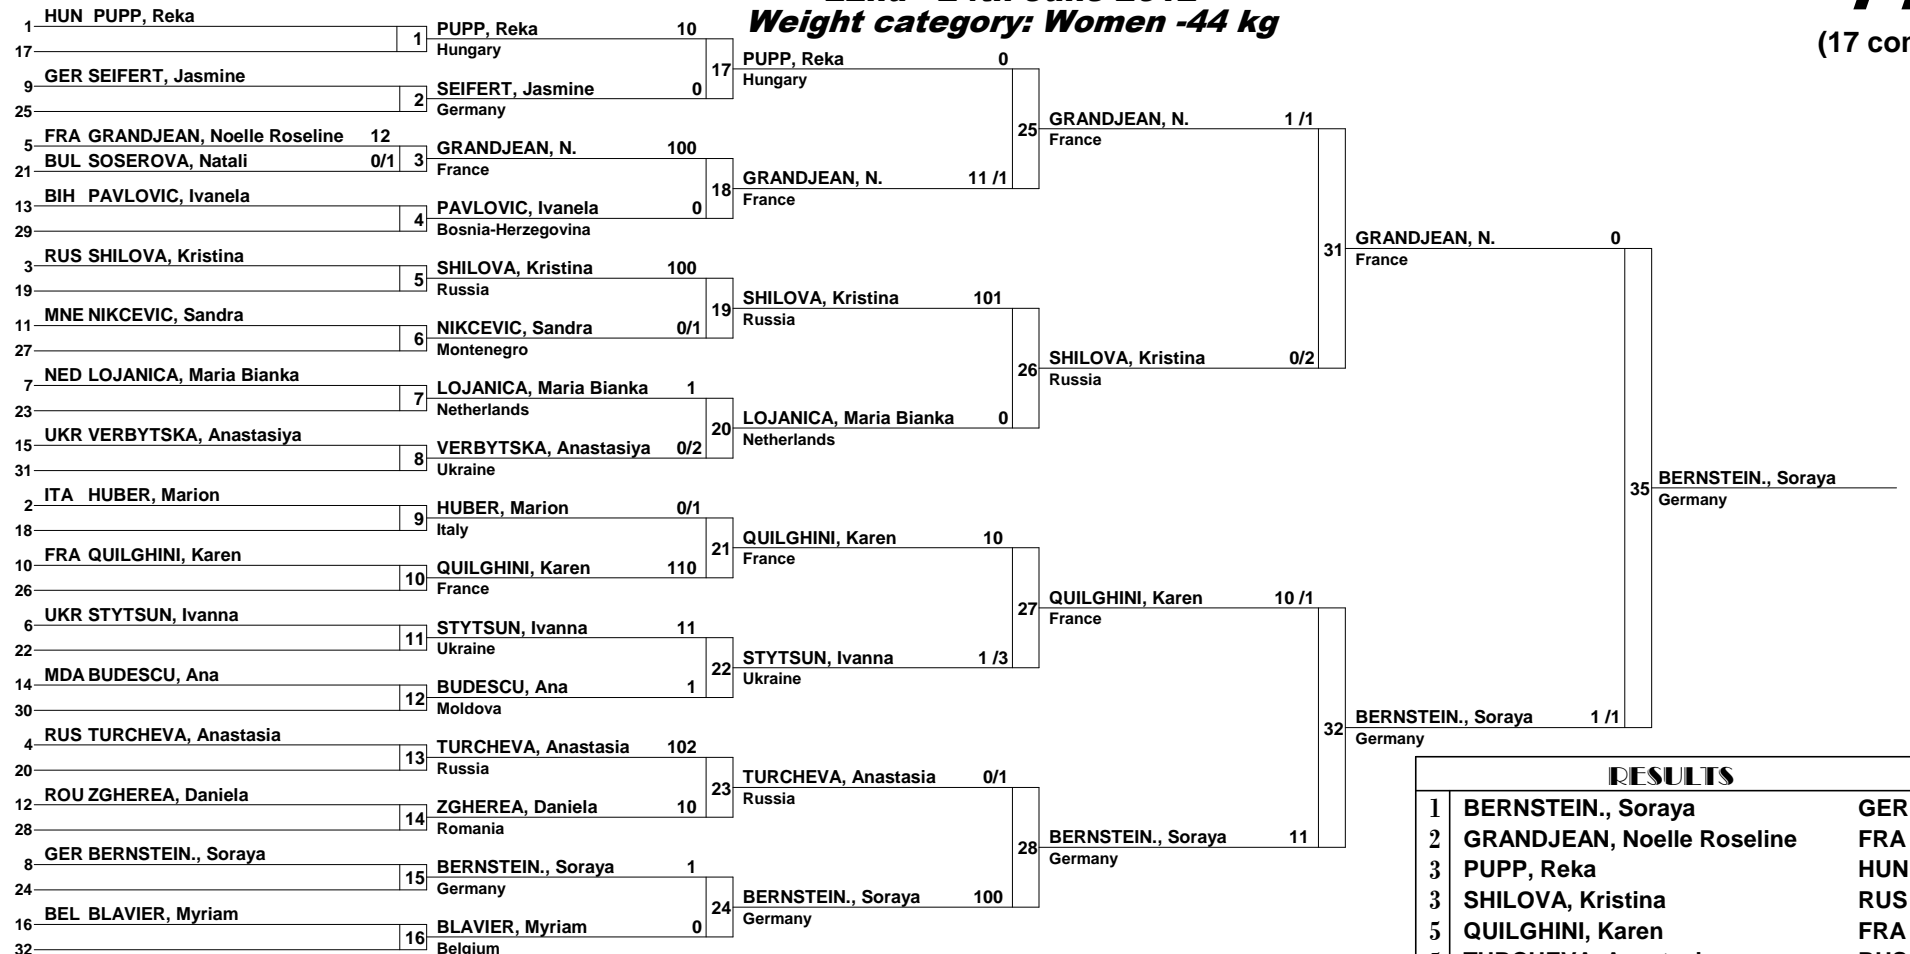 Weight category: Women -44 kg
(17 con
1 HUN PUPP, Reka
17
1
PUPP, Reka 10
Hungary
9 GER SEIFERT, Jasmine
25
2
SEIFERT, Jasmine 0
Germany
17
PUPP, Reka 0
Hungary
5 FRA GRANDJEAN, Noelle Roseline 12
21 BUL SOSEROVA, Natali 0/1
3
GRANDJEAN, N. 100
France
13 BIH PAVLOVIC, Ivanela
29
4
PAVLOVIC, Ivanela 0
Bosnia-Herzegovina
18
GRANDJEAN, N. 11 /1
France
25
GRANDJEAN, N. 1 /1
France
3 RUS SHILOVA, Kristina
19
5
SHILOVA, Kristina 100
Russia
11 MNE NIKCEVIC, Sandra
27
6
NIKCEVIC, Sandra 0/1
Montenegro
19
SHILOVA, Kristina 101
Russia
7 NED LOJANICA, Maria Bianka
23
7
LOJANICA, Maria Bianka 1
Netherlands
15 UKR VERBYTSKA, Anastasiya
31
8
VERBYTSKA, Anastasiya 0/2
Ukraine
20
LOJANICA, Maria Bianka 0
Netherlands
26
SHILOVA, Kristina 0/2
Russia
31
GRANDJEAN, N. 0
France
2 ITA HUBER, Marion
18
9
HUBER, Marion 0/1
Italy
10 FRA QUILGHINI, Karen
26
10
QUILGHINI, Karen 110
France
21
QUILGHINI, Karen 10
France
6 UKR STYTSUN, Ivanna
22
11
STYTSUN, Ivanna 11
Ukraine
14 MDA BUDESCU, Ana
30
12
BUDESCU, Ana 1
Moldova
22
STYTSUN, Ivanna 1 /3
Ukraine
27
QUILGHINI, Karen 10 /1
France
4 RUS TURCHEVA, Anastasia
20
13
TURCHEVA, Anastasia 102
Russia
12 ROU ZGHEREA, Daniela
28
14
ZGHEREA, Daniela 10
Romania
23
TURCHEVA, Anastasia 0/1
Russia
8 GER BERNSTEIN., Soraya
24
15
BERNSTEIN., Soraya 1
Germany
16 BEL BLAVIER, Myriam
32
16
BLAVIER, Myriam 0
Belgium
24
BERNSTEIN., Soraya 100
Germany
28
BERNSTEIN., Soraya 11
Germany
32
BERNSTEIN., Soraya 1 /1
Germany
35
BERNSTEIN., Soraya
Germany
RESULTS
1 BERNSTEIN., Soraya GER
2 GRANDJEAN, Noelle Roseline FRA
3 PUPP, Reka HUN
3 SHILOVA, Kristina RUS
5 QUILGHINI, Karen FRA